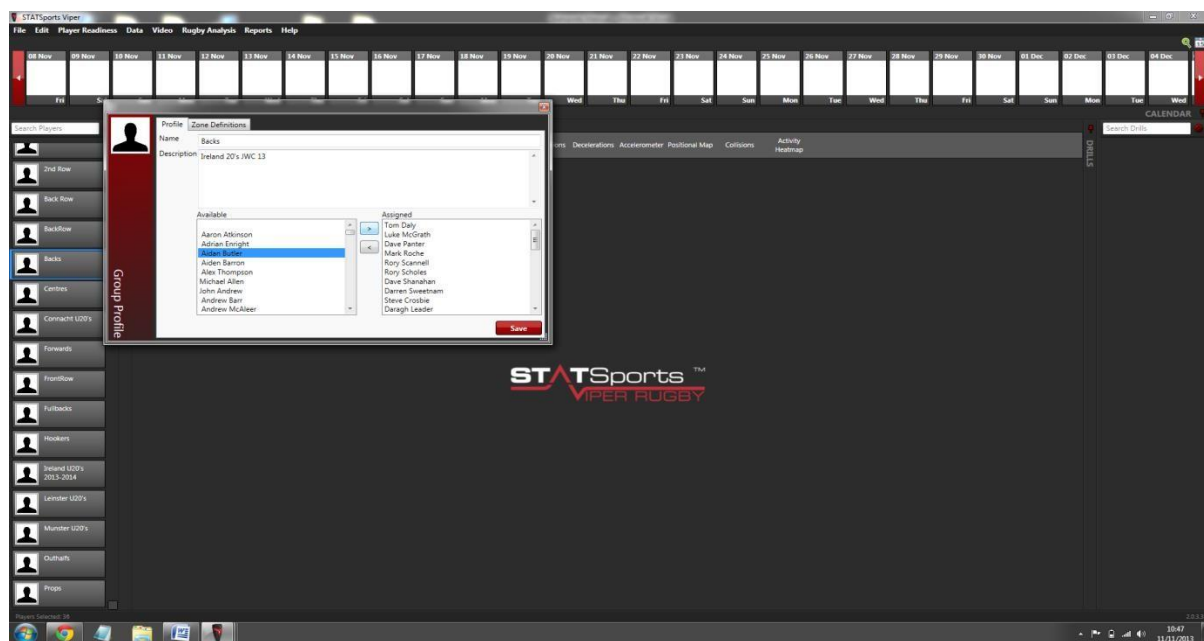 STATSports Viper
File Edit Player Readiness Data Video Rugby Analysis Reports Help
08 Nov 09 Nov 10 Nov 11 Nov 12 Nov 13 Nov 14 Nov 15 Nov 16 Nov 17 Nov 18 Nov 19 Nov 20 Nov 21 Nov 22 Nov 23 Nov 24 Nov 25 Nov 26 Nov 27 Nov 28 Nov 29 Nov 30 Nov 01 Dec 02 Dec 03 Dec 04 Dec
Fri Wed Thu Fri Sat Sun Mon Tue Wed Thu Fri Sat Sun Mon Tue Wed
CALENDAR
Search Players
Search Drills
DRILLS
Decelerations Accelerometer Positional Map Collisions Activity
Heatmap
2nd Row
Back Row
BackRow
Backs
Centres
Connacht U20's
Forwards
FrontRow
Fullbacks
Hookers
Ireland U20's
2013-2014
Leinster U20's
Munster U20's
Outhalfs
Props
Group Profile
Profile Zone Definitions
Name Backs
Description Ireland 20's JWC 13
Available
Aaron Atkinson
Adrian Enright
Aidan Butler
Aiden Barron
Alex Thompson
Michael Allen
John Andrew
Andrew Barr
Andrew McAleer
>
<
Assigned
Tom Daly
Luke McGrath
Dave Panter
Mark Roche
Rory Scannell
Rory Scholes
Dave Shanahan
Darren Sweetnam
Steve Crosbie
Daragh Leader
Save
STATSports ™
VIPER RUGBY
Players Selected: 36
10:47
11/11/2013